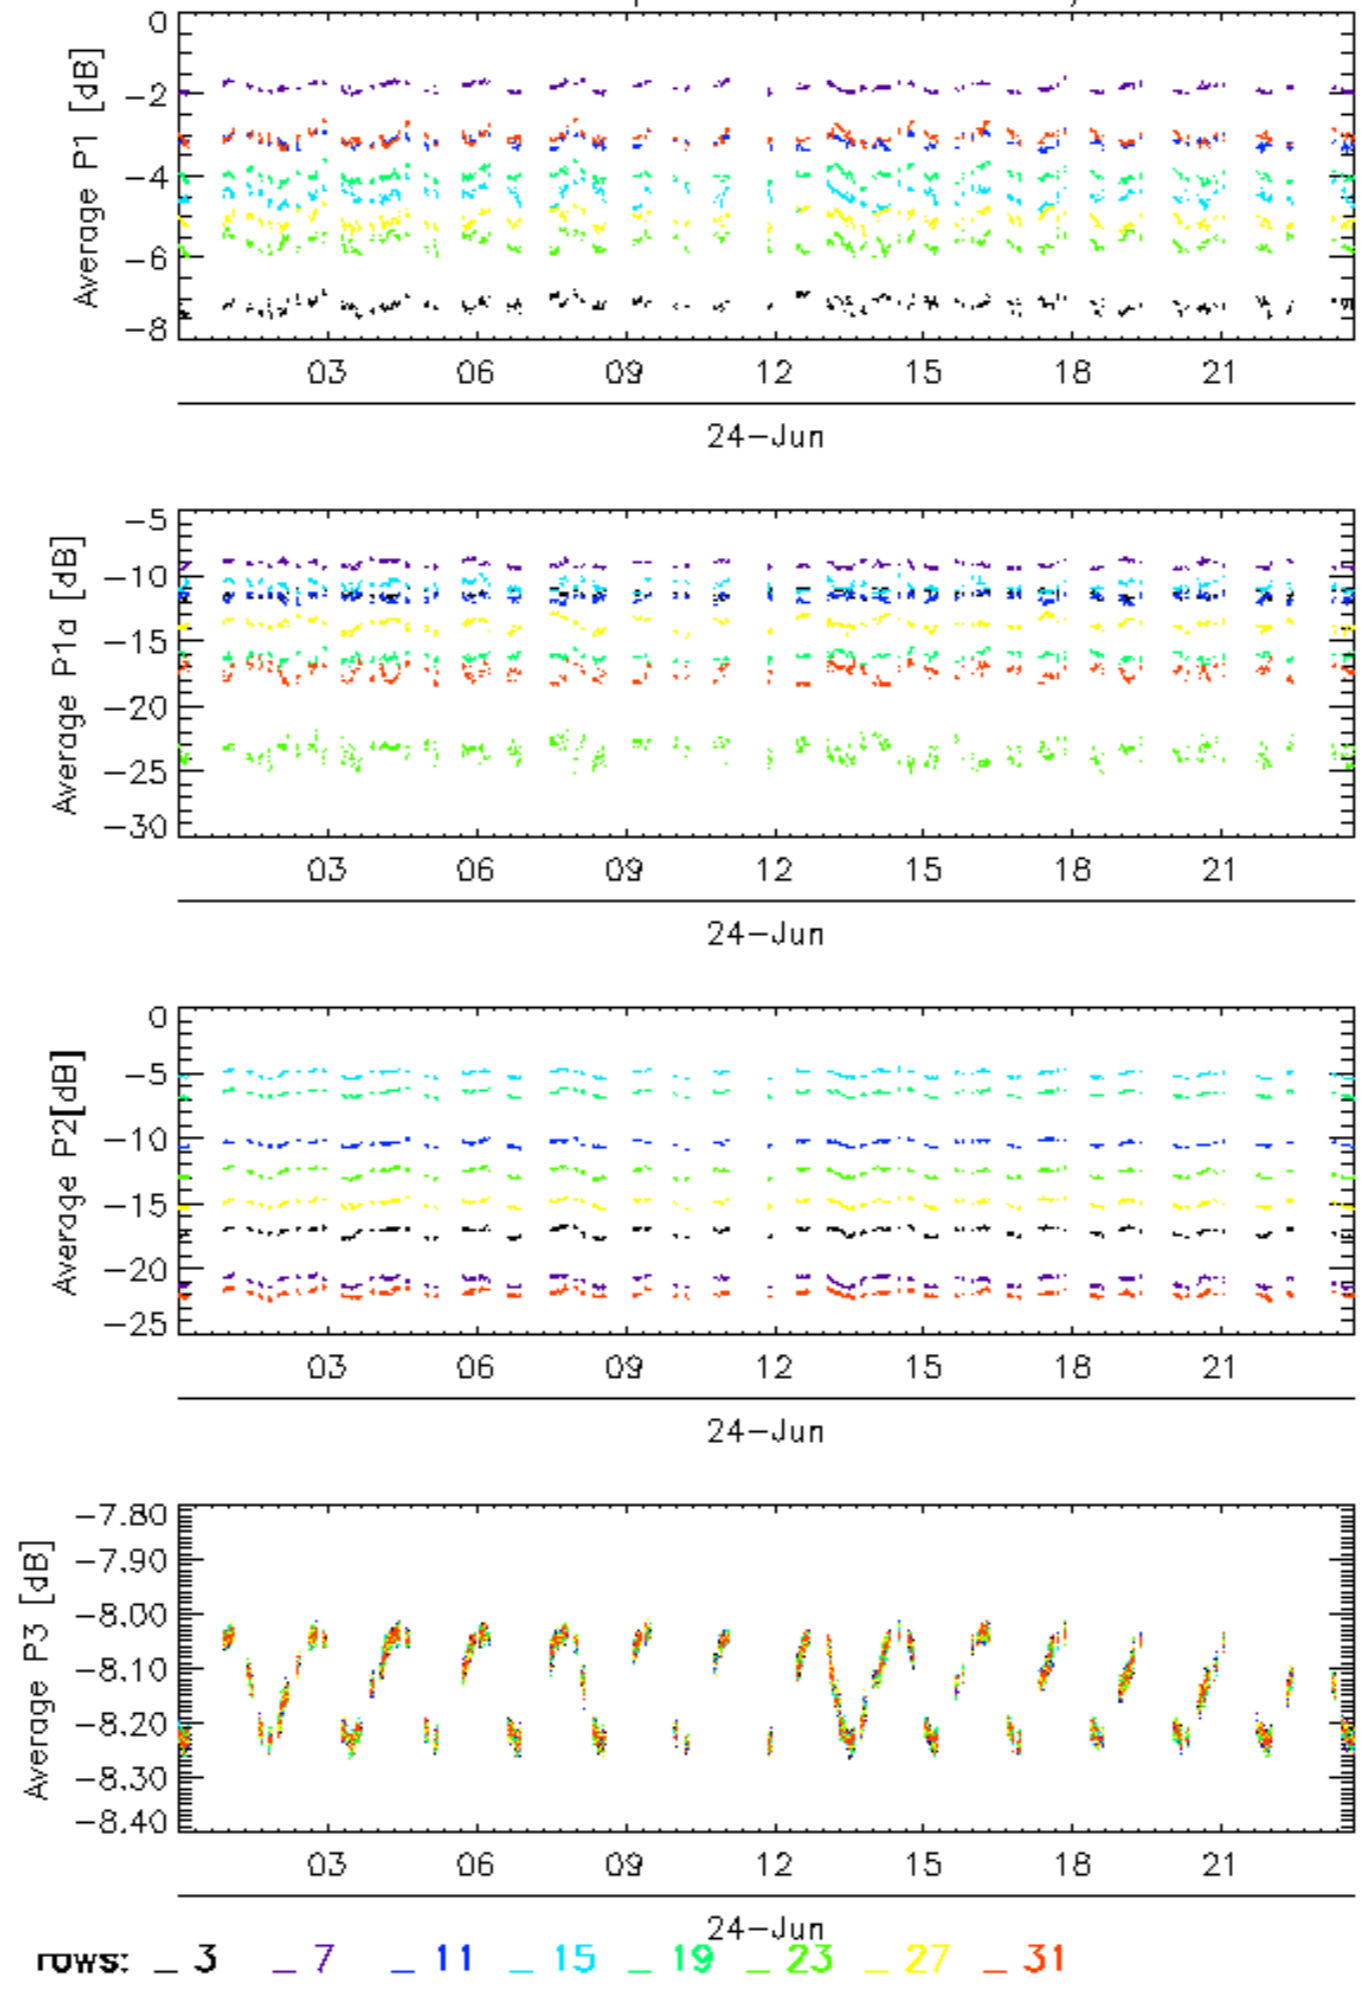 0
−2
−4
−6
−8
Average P1 [dB]
03 06 09 12 15 18 21
24−Jun
−5
−10
−15
−20
−25
−30
Average P1a [dB]
03 06 09 12 15 18 21
24−Jun
0
−5
−10
−15
−20
−25
Average P2[dB]
03 06 09 12 15 18 21
24−Jun
−7.80
−7.90
−8.00
−8.10
−8.20
−8.30
−8.40
Average P3 [dB]
03 06 09 12 15 18 21
24−Jun
rows: _ 3 _ 7 _ 11 _ 15 _ 19 _ 23 _ 27 _ 31